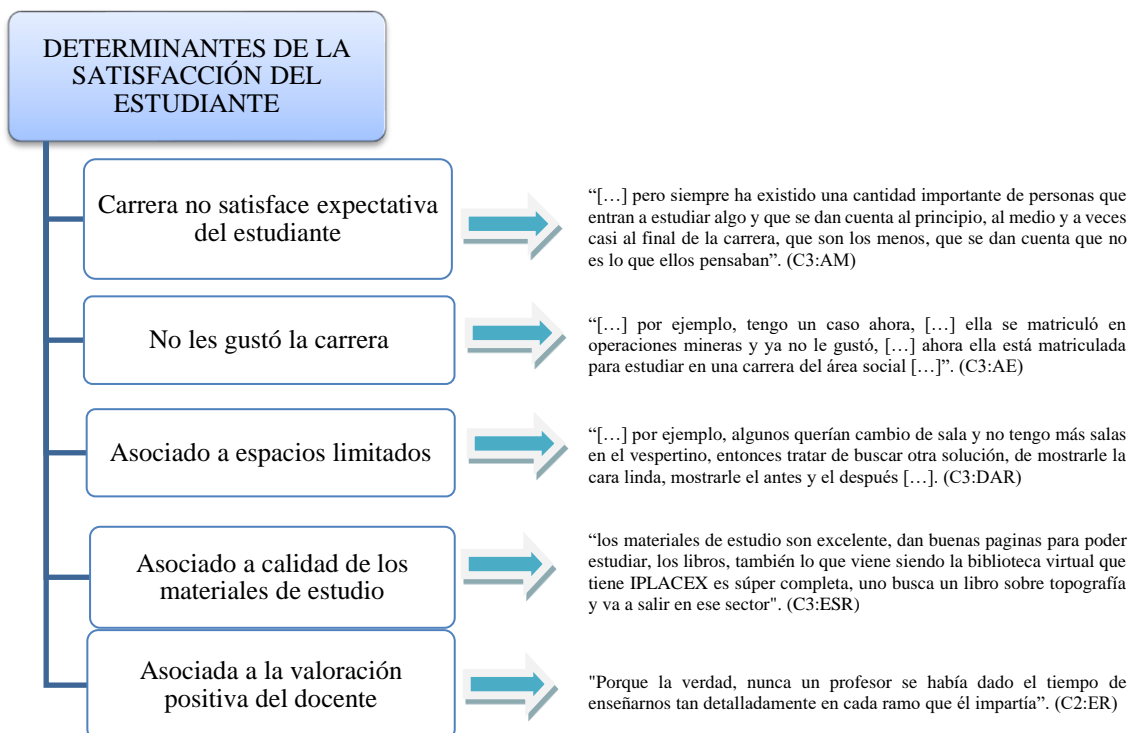 DETERMINANTES DE LA
SATISFACCIÓN DEL
ESTUDIANTE
Carrera no satisface expectativa
del estudiante
“[…] pero siempre ha existido una cantidad importante de personas que
entran a estudiar algo y que se dan cuenta al principio, al medio y a veces
casi al final de la carrera, que son los menos, que se dan cuenta que no
es lo que ellos pensaban”. (C3:AM)
No les gustó la carrera
“[…] por ejemplo, tengo un caso ahora, […] ella se matriculó en
operaciones mineras y ya no le gustó, […] ahora ella está matriculada
para estudiar en una carrera del área social […]”. (C3:AE)
Asociado a espacios limitados
“[…] por ejemplo, algunos querían cambio de sala y no tengo más salas
en el vespertino, entonces tratar de buscar otra solución, de mostrarle la
cara linda, mostrarle el antes y el después […]. (C3:DAR)
Asociado a calidad de los
materiales de estudio
“los materiales de estudio son excelente, dan buenas paginas para poder
estudiar, los libros, también lo que viene siendo la biblioteca virtual que
tiene IPLACEX es súper completa, uno busca un libro sobre topografía
y va a salir en ese sector". (C3:ESR)
Asociada a la valoración
positiva del docente
"Porque la verdad, nunca un profesor se había dado el tiempo de
enseñarnos tan detalladamente en cada ramo que él impartía”. (C2:ER)